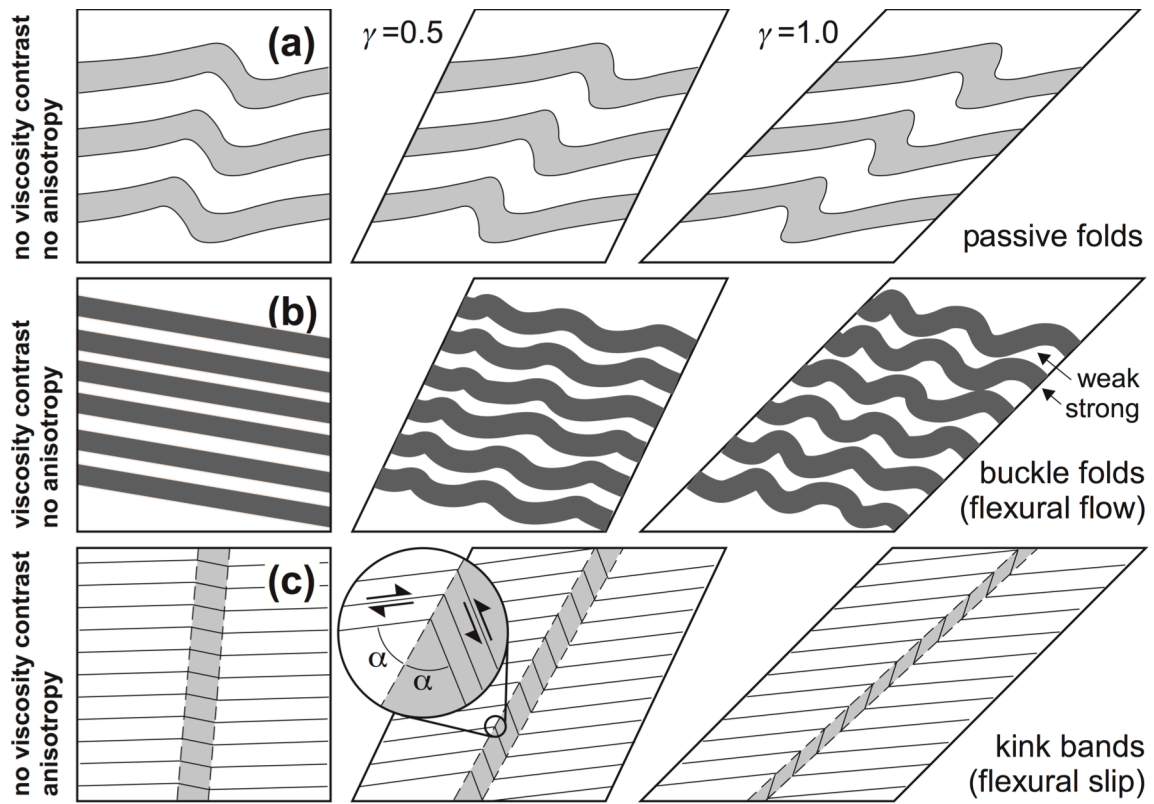 no viscosity contrast
no anisotropy
(a)
γ=0.5
γ=1.0
passive folds
viscosity contrast
no anisotropy
(b)
weak
strong
buckle folds
(flexural flow)
no viscosity contrast
anisotropy
(c)
α
α
kink bands
(flexural slip)